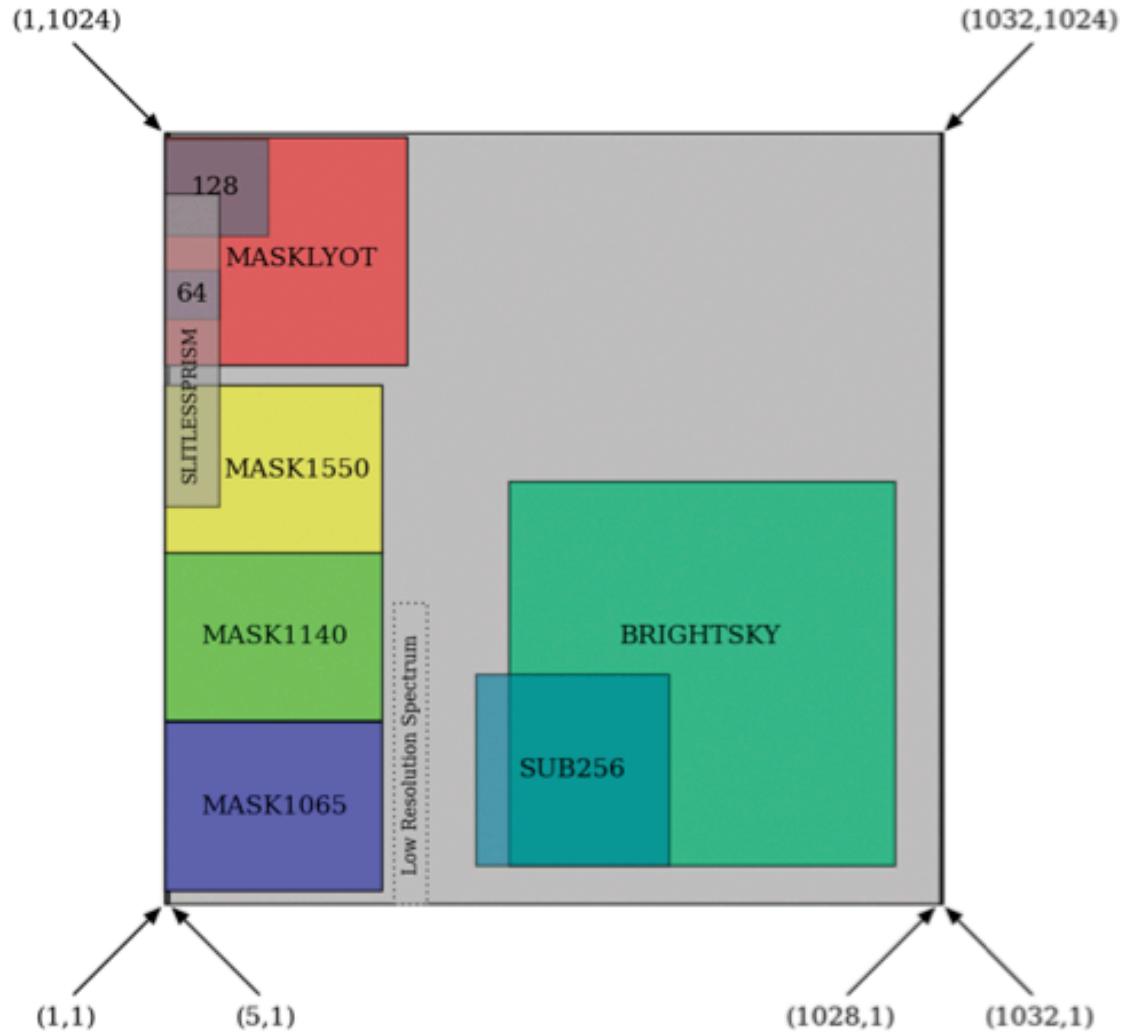 (1,1024)
(1032,1024)
128
MASKLYOT
64
SLITLESSPRISM
MASK1550
MASK1140
BRIGHTSKY
Low Resolution Spectrum
SUB256
MASK1065
(1,1)
(5,1)
(1028,1)
(1032,1)